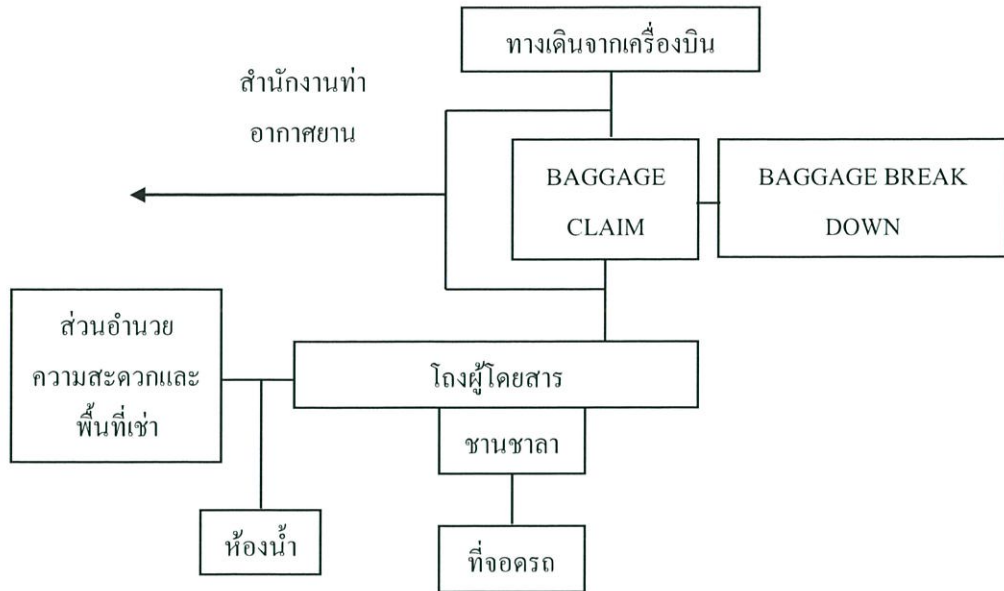 ทางเดินจากเครื่องบิน
สำนักงานท่า
อากาศยาน
BAGGAGE
CLAIM
BAGGAGE BREAK
DOWN
ส่วนอำนวย
ความสะดวกและ
พื้นที่เช่า
โถงผู้โดยสาร
ชานชาลา
ห้องน้ำ
ที่จอดรถ